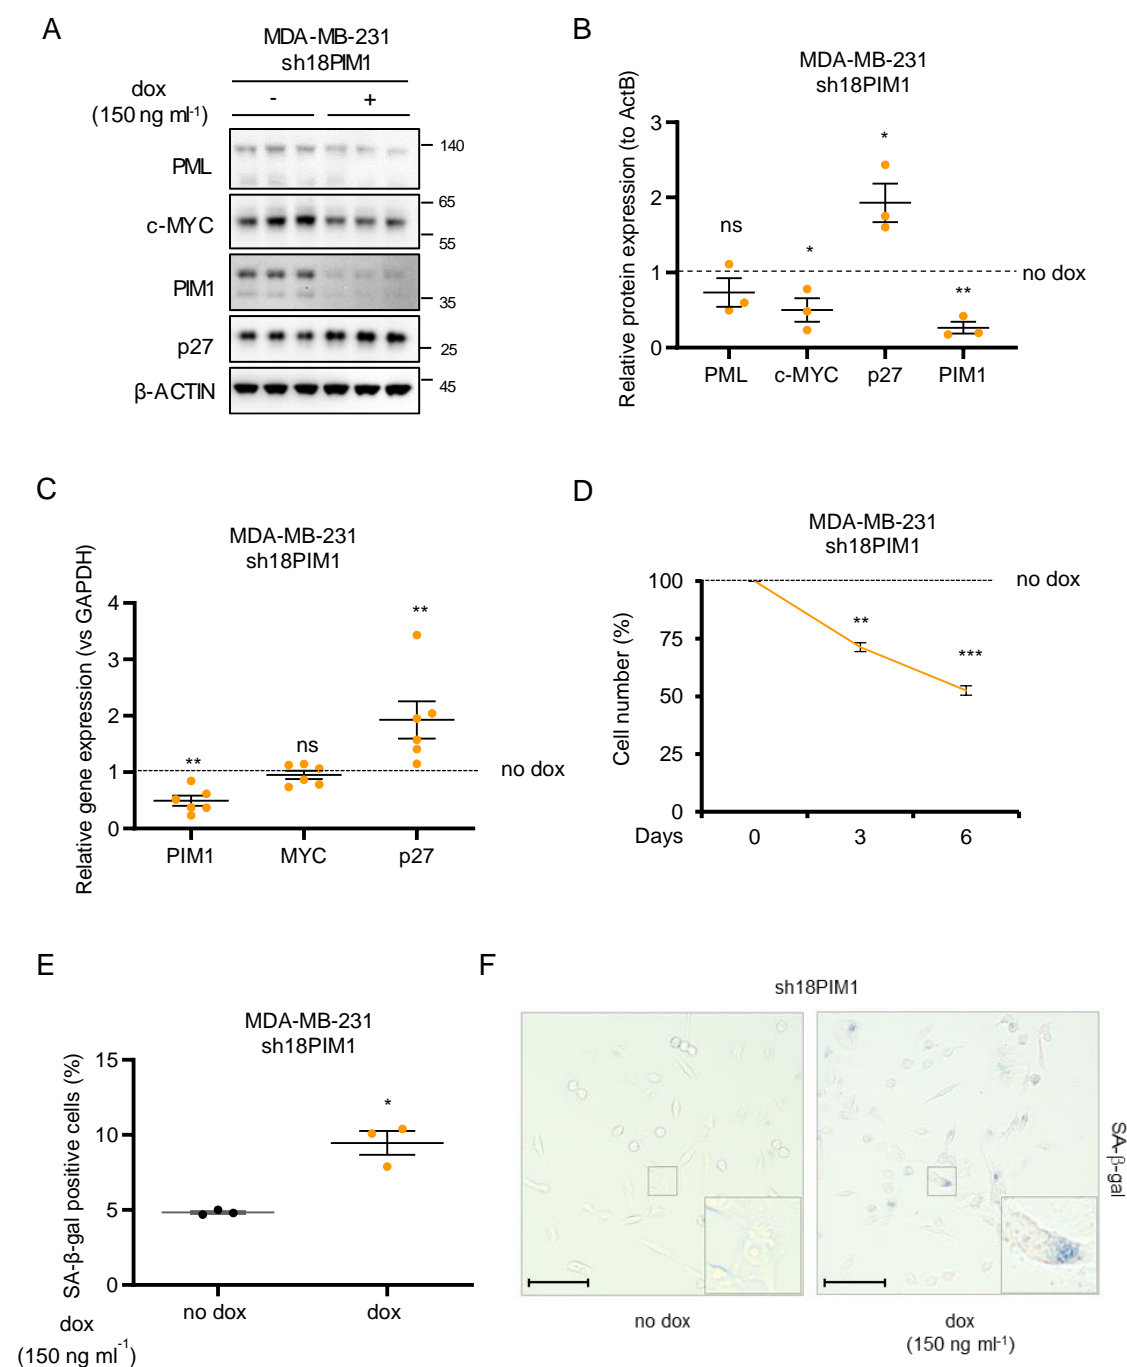 A
MDA-MB-231
sh18PIM1
dox
(150 ng ml-1)
- +
PML
140
c-MYC
65
55
PIM1
35
p27
25
β-ACTIN
45
B
MDA-MB-231
sh18PIM1
Relative protein expression (to ActB)
3
2
1
0
ns
*
*
**
no dox
PML c-MYC p27 PIM1
C
MDA-MB-231
sh18PIM1
Relative gene expression (vs GAPDH)
4
3
2
1
0
**
ns
**
no dox
PIM1 MYC p27
D
MDA-MB-231
sh18PIM1
Cell number (%)
100
75
50
25
0
no dox
**
***
Days 0 3 6
E
MDA-MB-231
sh18PIM1
SA-β-gal positive cells (%)
15
10
5
0
*
no dox dox
dox
(150 ng ml-1)
F
sh18PIM1
SA-β-gal
no dox
dox
(150 ng ml-1)